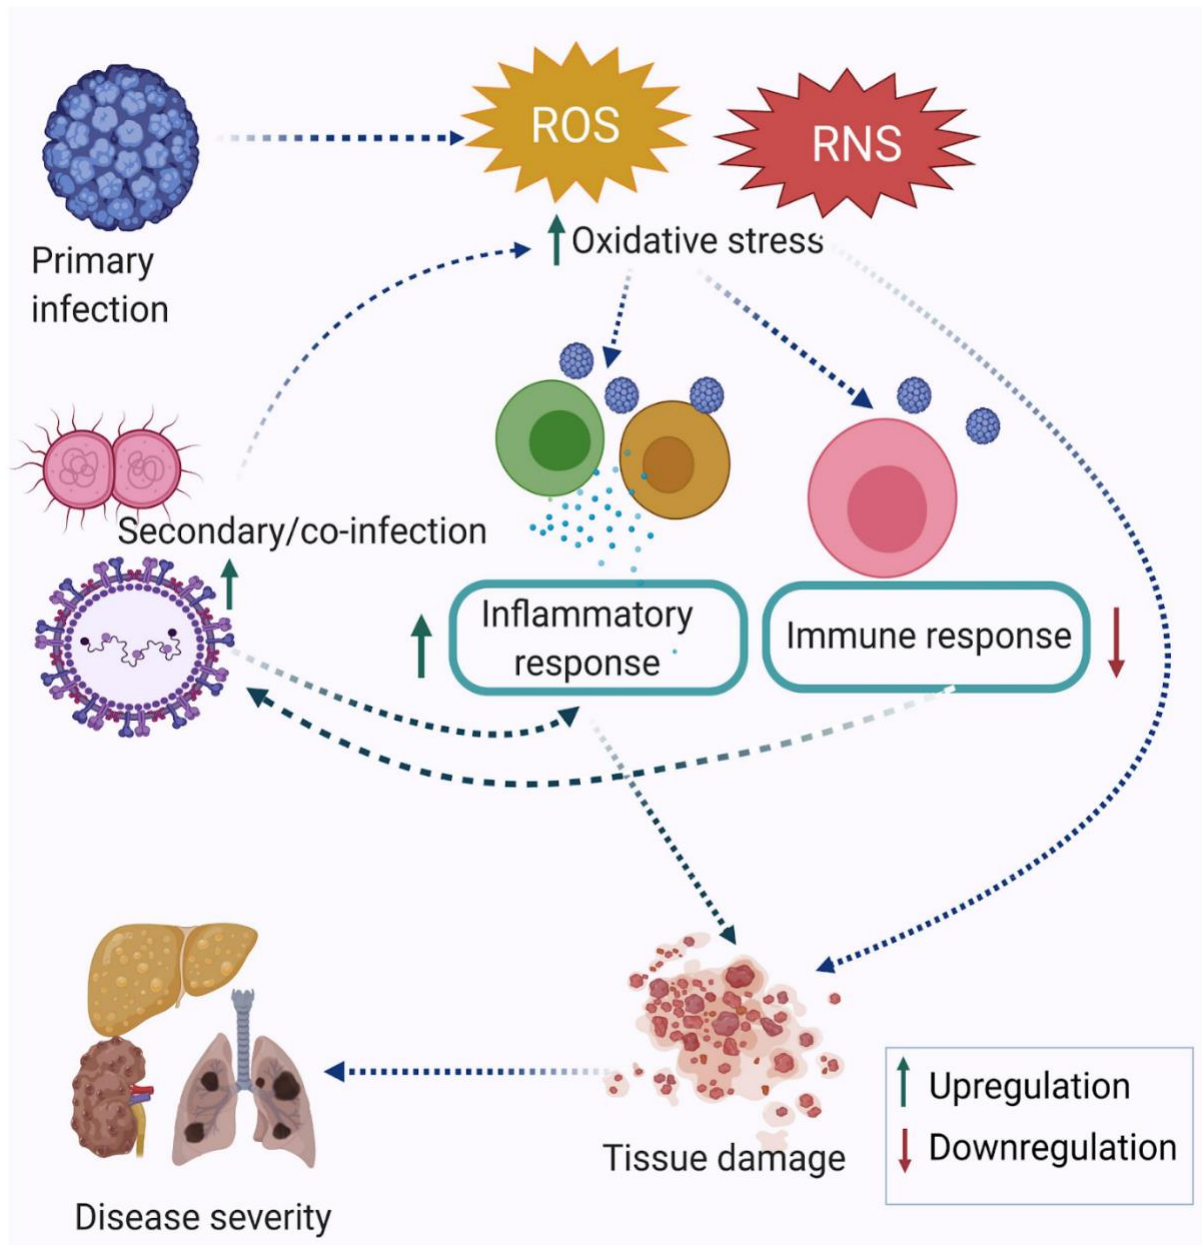 ROS
RNS
Primary
infection
Oxidative stress
Secondary/co-infection
Inflammatory
response
Immune response
Tissue damage
Disease severity
Upregulation
Downregulation